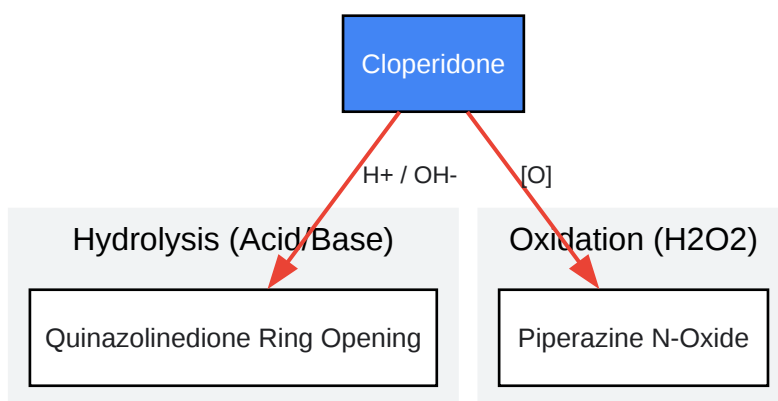 Cloperidone
H+ / OH-
[O]
Hydrolysis (Acid/Base)
Oxidation (H2O2)
Quinazolinedione Ring Opening
Piperazine N-Oxide